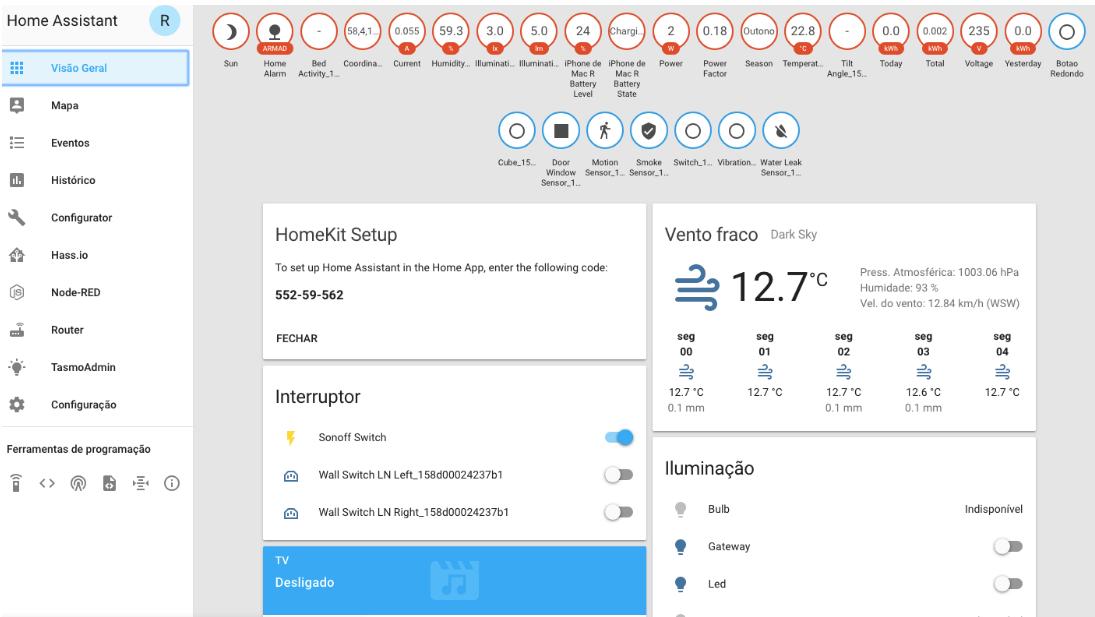 Home Assistant
R
Visão Geral
Mapa
Eventos
Histórico
Configurator
Hass.io
Node-RED
Router
TasmoAdmin
Configuração
Ferramentas de programação
Sun
ARMAD
Home
Alarm
-
Bed
Activity_1...
58,4,1...
Coordina...
0.055
A
Current
59.3
%
Humidity...
3.0
lx
Illuminati...
5.0
lm
Illuminati...
24
%
iPhone de
Mac R
Battery
Level
Chargi...
iPhone de
Mac R
Battery
State
2
W
Power
0.18
Power
Factor
Outono
Season
22.8
°C
Temperat...
-
Tilt
Angle_15...
0.0
kWh
Today
0.002
kWh
Total
235
V
Voltage
0.0
kWh
Yesterday
Botao
Redondo
Cube_15...
Door
Window
Sensor_1...
Motion
Sensor_1...
Smoke
Sensor_1...
Switch_1...
Vibration...
Water Leak
Sensor_1...
HomeKit Setup
To set up Home Assistant in the Home App, enter the following code:
552-59-562
FECHAR
Interruptor
Sonoff Switch
Wall Switch LN Left_158d00024237b1
Wall Switch LN Right_158d00024237b1
TV
Desligado
Vento fraco Dark Sky
12.7°C
Press. Atmosférica: 1003.06 hPa
Humidade: 93 %
Vel. do vento: 12.84 km/h (WSW)
seg seg seg seg seg
00 01 02 03 04
12.7 °C 12.7 °C 12.7 °C 12.6 °C 12.7 °C
0.1 mm 0.1 mm 0.1 mm
Iluminação
Bulb Indisponível
Gateway
Led